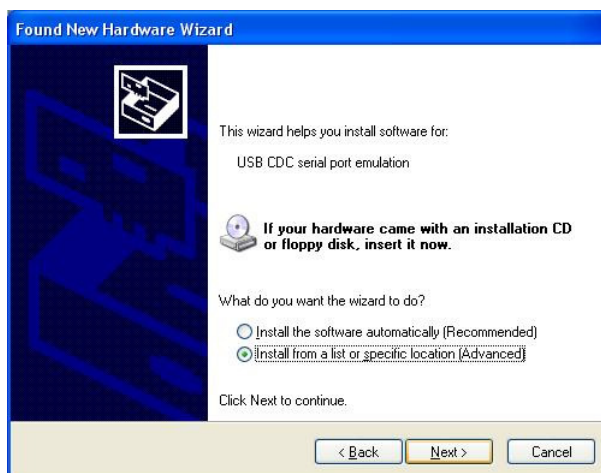 Found New Hardware Wizard
This wizard helps you install software for:
USB CDC serial port emulation
If your hardware came with an installation CD
or floppy disk, insert it now.
What do you want the wizard to do?
Install the software automatically (Recommended)
Install from a list or specific location (Advanced)
Click Next to continue.
< Back Next > Cancel